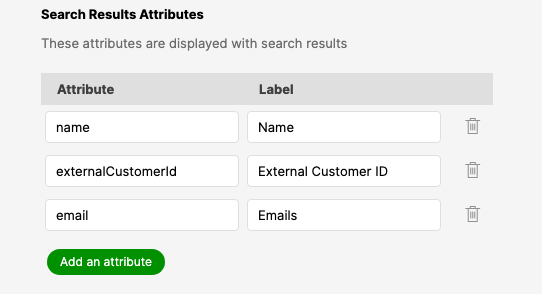 Search Results Attributes
These attributes are displayed with search results
Attribute Label
name Name
externalCustomerId External Customer ID
email Emails
Add an attribute